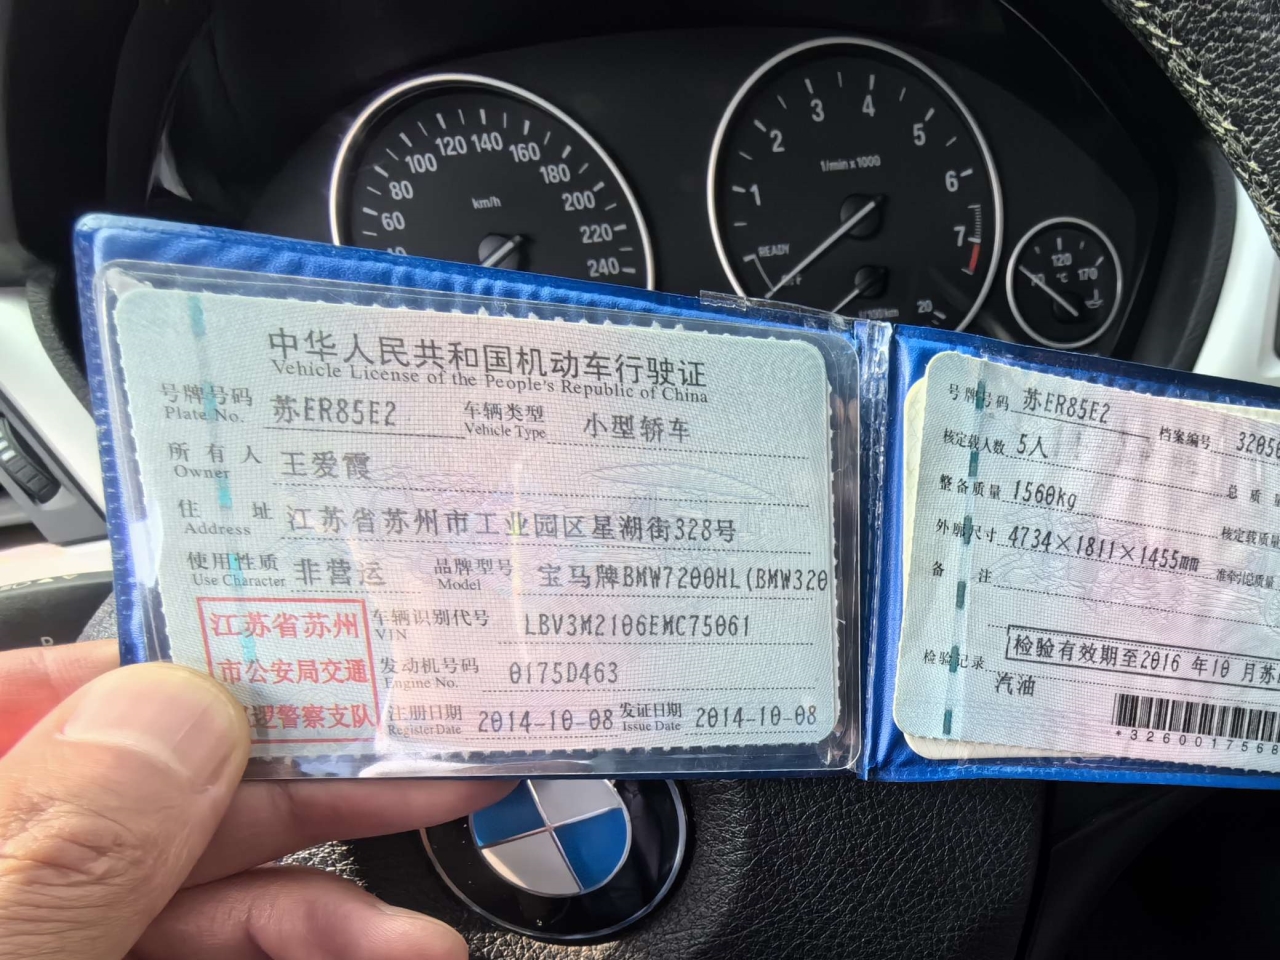 100 120 140 160
80
180
60
200
220
240
km/h
1 2 3 4 5 6 7
1/min x 1000
READY
OFF
20
120
170
°C
中华人民共和国机动车行驶证
Vehicle License of the People's Republic of China
号牌号码 苏ER85E2 车辆类型 小型轿车
Plate No. Vehicle Type
所有人 王爱霞
Owner
住址 江苏省苏州市工业园区星湖街328号
Address
使用性质 非营运 品牌型号 宝马牌BMW7200HL(BMW320
Use Character Model
江苏省苏州
市公安局交通
逻警察支队
车辆识别代号 LBV3M2106EMC75061
VIN
发动机号码 0175D463
Engine No.
注册日期 2014-10-08 发证日期 2014-10-08
Register Date Issue Date
号牌号码 苏ER85E2 档案编号 32056
核定载人数 5人 总质
整备质量 1560kg 核定载质量
外廓尺寸 4734×1811×1455mm 准牵引总质量
备注
检验记录 检验有效期至2016年10月苏
汽油
*3260017568